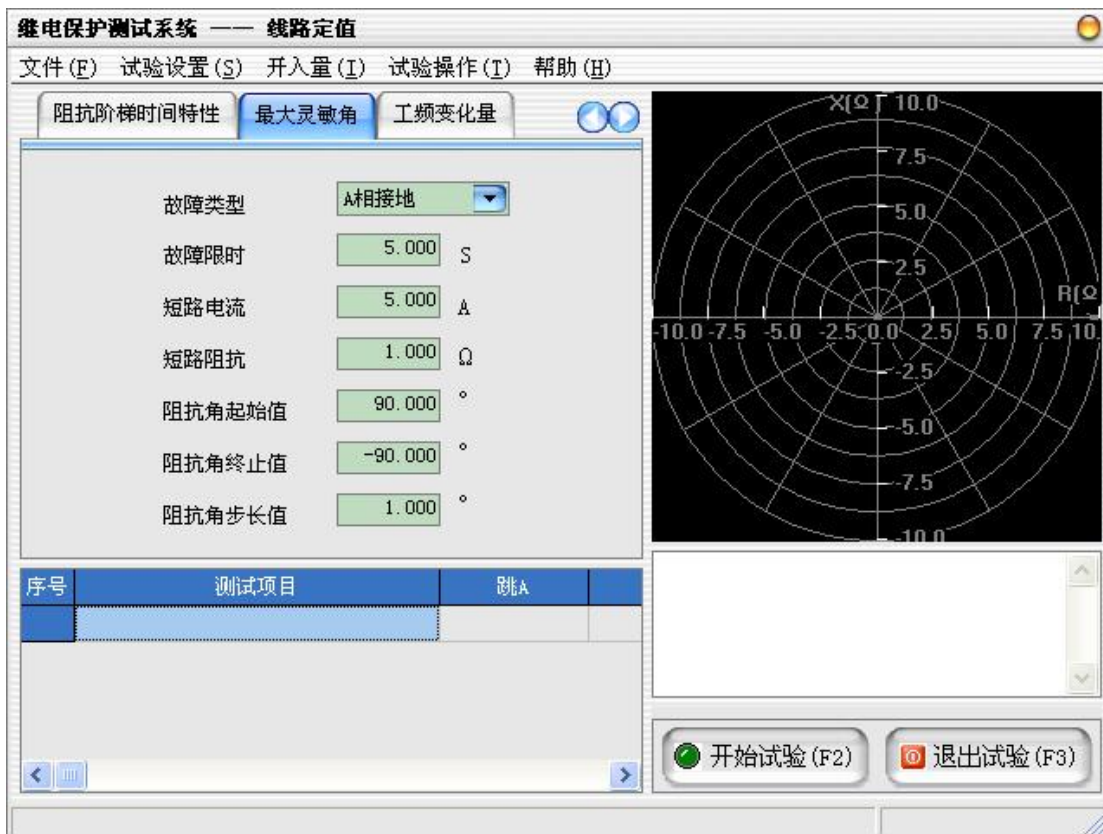 继电保护测试系统 —— 线路定值
文件(F) 试验设置(S) 开入量(I) 试验操作(T) 帮助(H)
阻抗阶梯时间特性 最大灵敏角 工频变化量
故障类型 A相接地
故障限时 5.000 S
短路电流 5.000 A
短路阻抗 1.000 Ω
阻抗角起始值 90.000 °
阻抗角终止值 -90.000 °
阻抗角步长值 1.000 °
X(Ω 10.0
7.5
5.0
2.5
R(Ω
-10.0 -7.5 -5.0 -2.5 0.0 2.5 5.0 7.5 10.
-2.5
-5.0
-7.5
-10.0
序号 测试项目 跳A
开始试验(F2) 退出试验(F3)